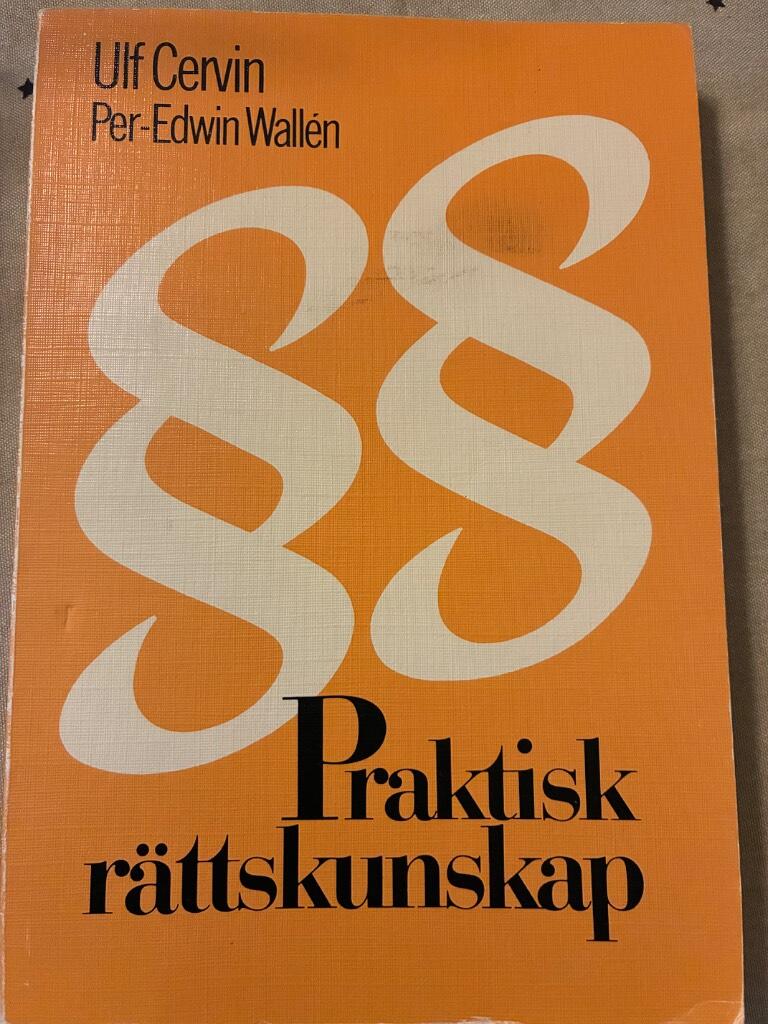 Ulf Cervin
Per-Edwin Wallén
§§
Praktisk
rättskunskap